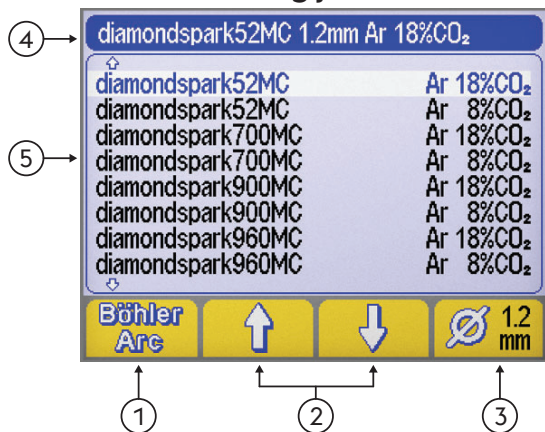 ④ diamondspark52MC 1.2mm Ar 18%CO₂
diamondspark52MC Ar 18%CO₂
diamondspark52MC Ar 8%CO₂
diamondspark700MC Ar 18%CO₂
⑤ diamondspark700MC Ar 8%CO₂
diamondspark900MC Ar 18%CO₂
diamondspark900MC Ar 8%CO₂
diamondspark960MC Ar 18%CO₂
diamondspark960MC Ar 8%CO₂
Böhler
Arc
1.2
mm
① ② ③